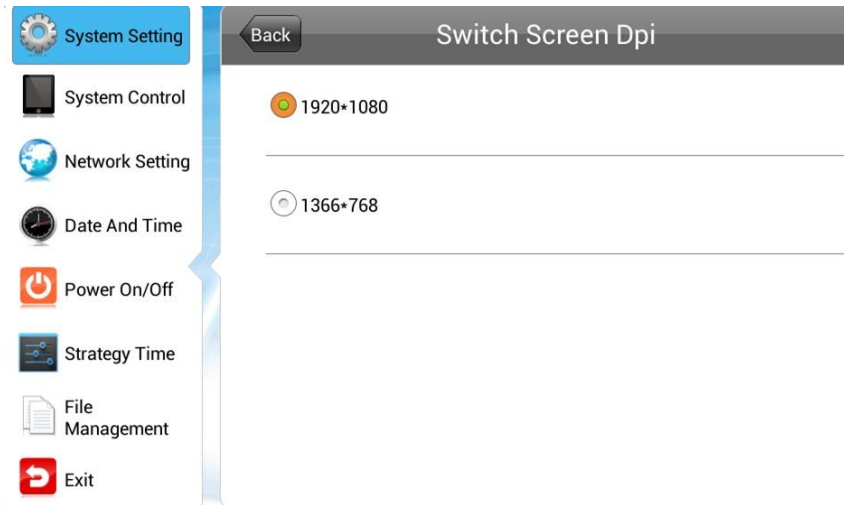 System Setting
System Control
Network Setting
Date And Time
Power On/Off
Strategy Time
File
Management
Exit
Back
Switch Screen Dpi
1920*1080
1366*768